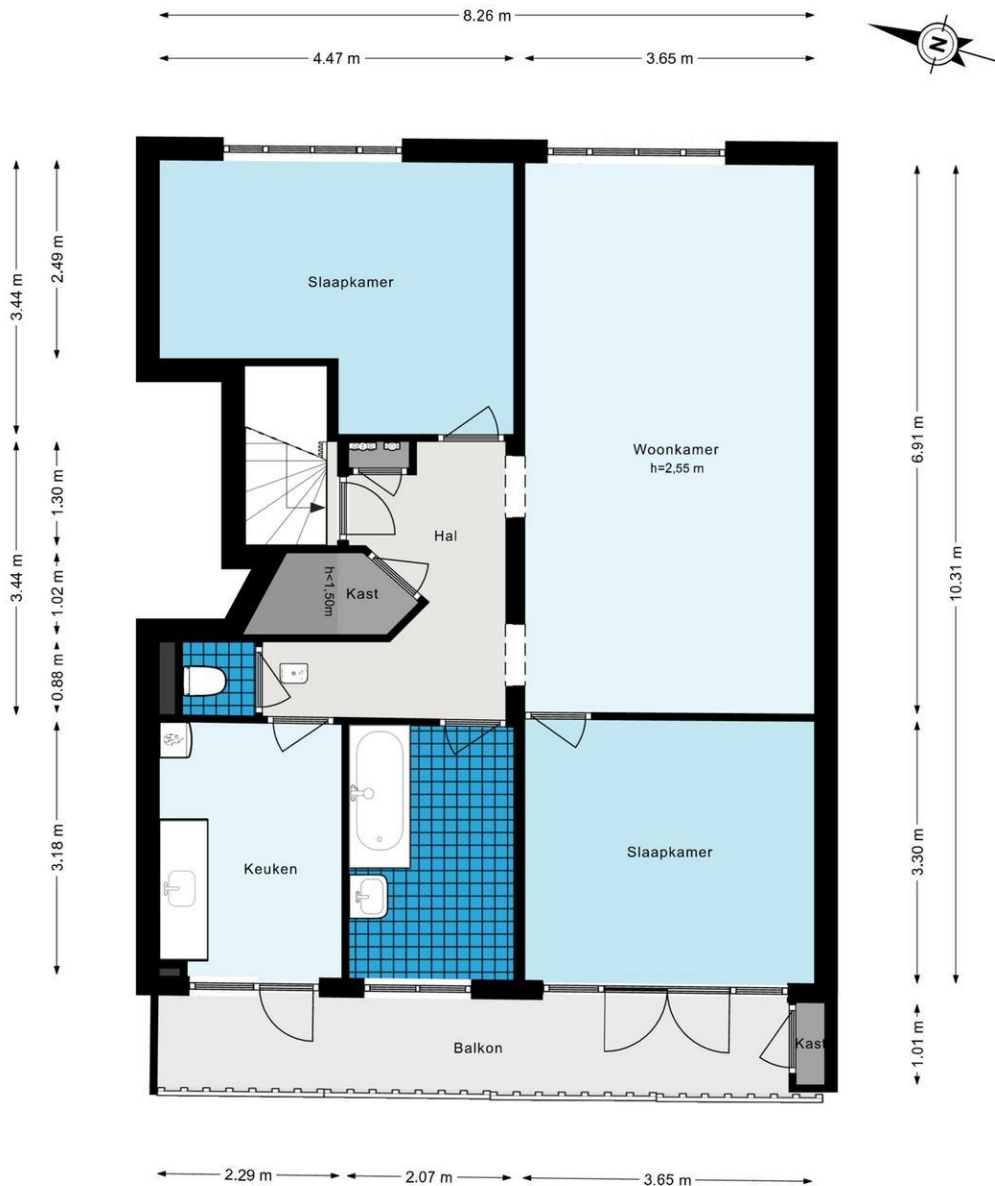 8.26 m
4.47 m
3.65 m
N
3.44 m
2.49 m
Slaapkamer
Woonkamer
h=2,55 m
6.91 m
10.31 m
3.44 m
1.30 m
Hal
1.02 m
h<1,50m
Kast
0.88 m
3.18 m
Keuken
Slaapkamer
3.30 m
Balkon
Kast
1.01 m
2.29 m
2.07 m
3.65 m